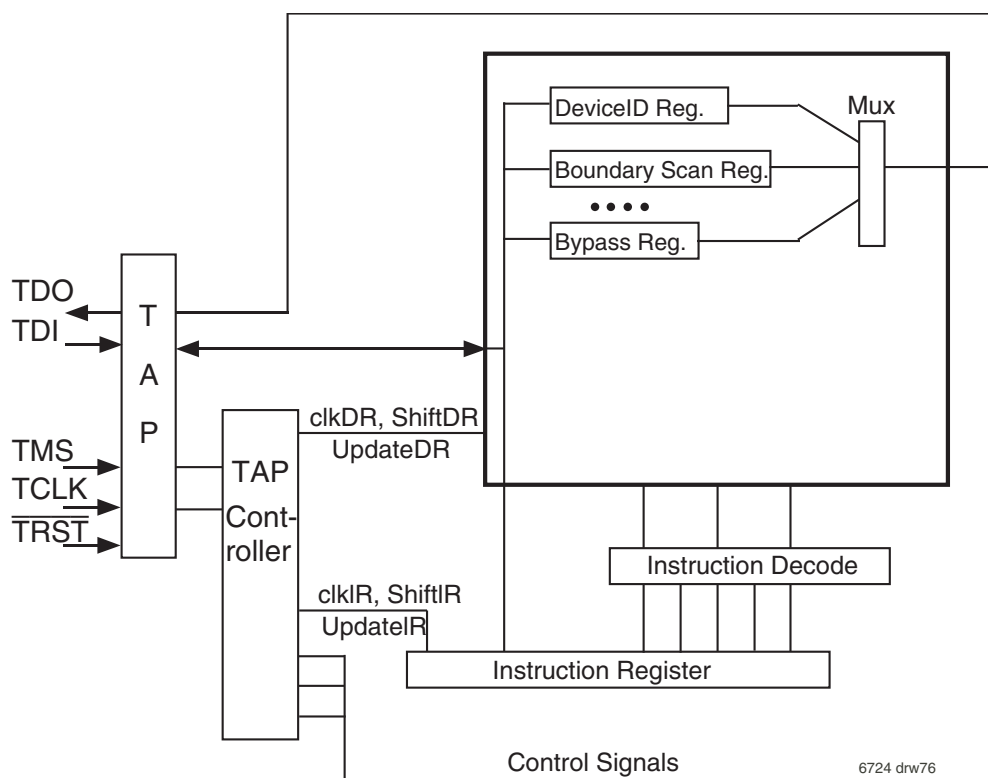 DeviceID Reg.
Mux
Boundary Scan Reg.
Bypass Reg.
TDO
TDI
T
A
P
TMS
TCLK
TRST
clkDR, ShiftDR
UpdateDR
TAP
Cont-
roller
Instruction Decode
clkIR, ShiftIR
UpdateIR
Instruction Register
Control Signals
6724 drw76